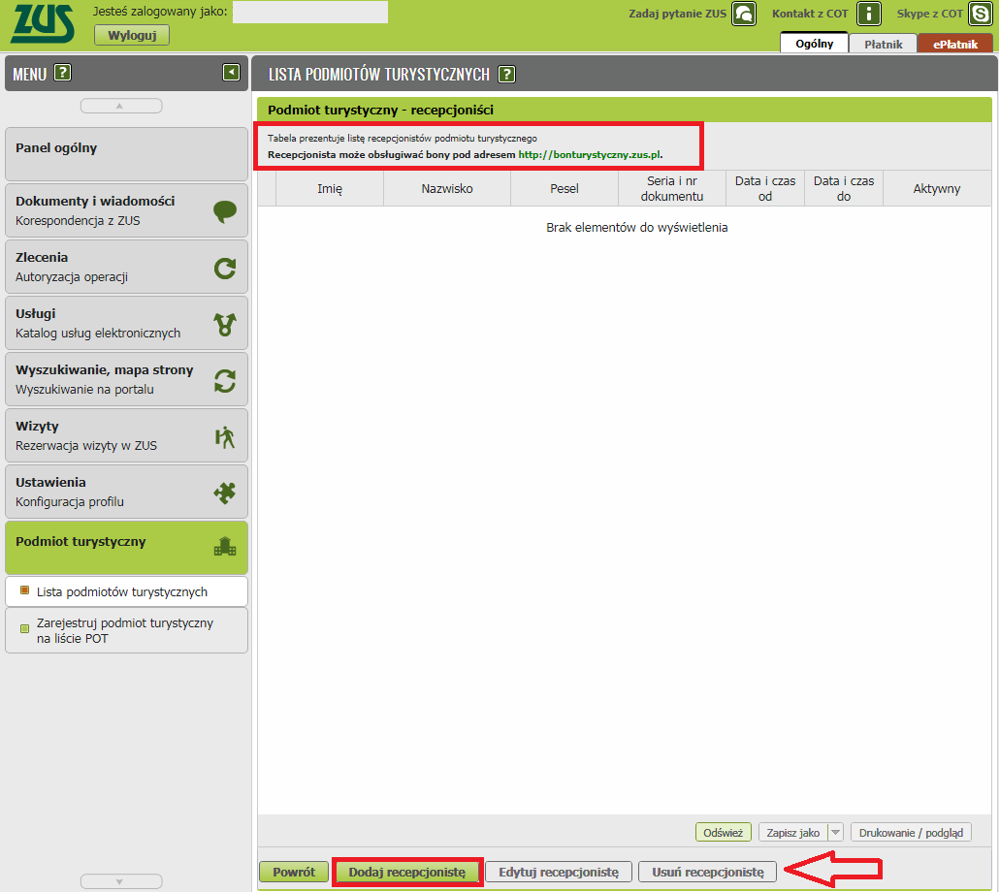 ZUS
Jesteś zalogowany jako:
Wyloguj
Zadaj pytanie ZUS
Kontakt z COT
i
Skype z COT
S
Ogólny
Płatnik
ePłatnik
MENU ?
LISTA PODMIOTÓW TURYSTYCZNYCH ?
Panel ogólny
Dokumenty i wiadomości
Korespondencja z ZUS
Zlecenia
Autoryzacja operacji
Usługi
Katalog usług elektronicznych
Wyszukiwanie, mapa strony
Wyszukiwanie na portalu
Wizyty
Rezerwacja wizyty w ZUS
Ustawienia
Konfiguracja profilu
Podmiot turystyczny
Lista podmiotów turystycznych
Zarejestruj podmiot turystyczny
na liście POT
Podmiot turystyczny - recepcjoniści
Tabela prezentuje listę recepcjonistów podmiotu turystycznego
Recepcjonista może obsługiwać bony pod adresem http://bonturystyczny.zus.pl.
Imię
Nazwisko
Pesel
Seria i nr
dokumentu
Data i czas
od
Data i czas
do
Aktywny
Brak elementów do wyświetlenia
Odśwież
Zapisz jako
Drukowanie / podgląd
Powrót
Dodaj recepcjonistę
Edytuj recepcjonistę
Usuń recepcjonistę